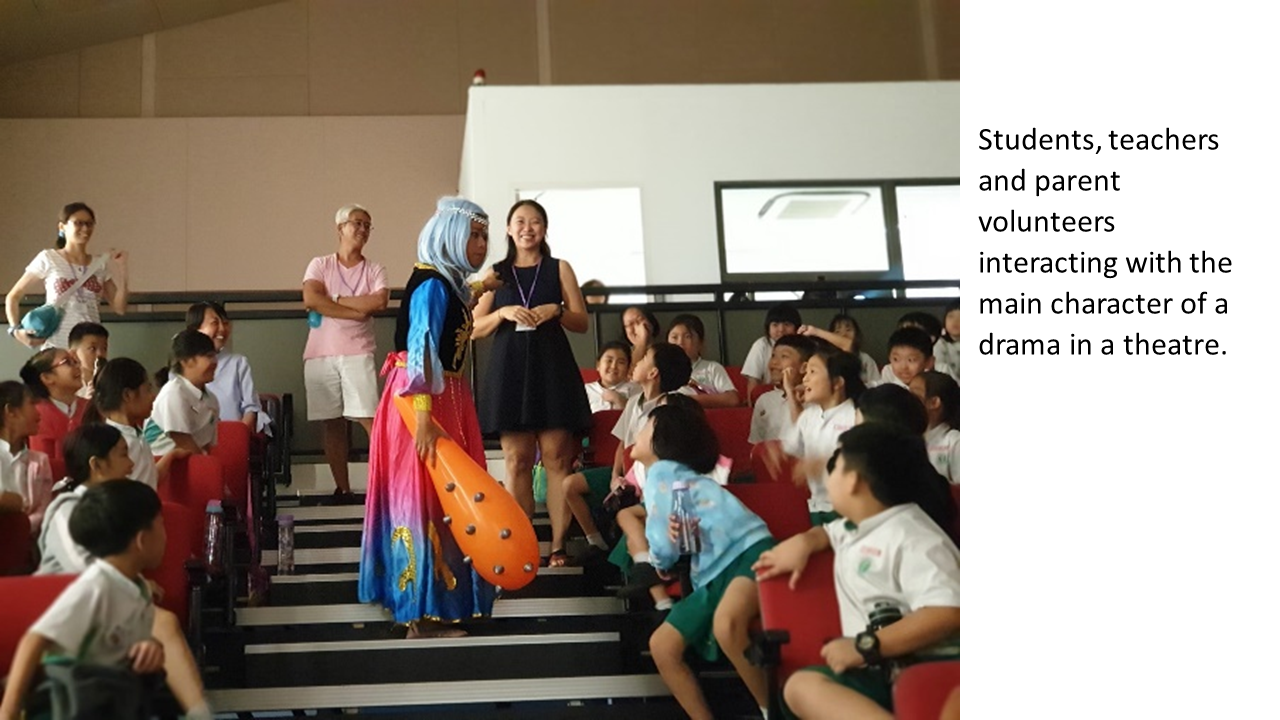 Students, teachers
and parent
volunteers
interacting with the
main character of a
drama in a theatre.